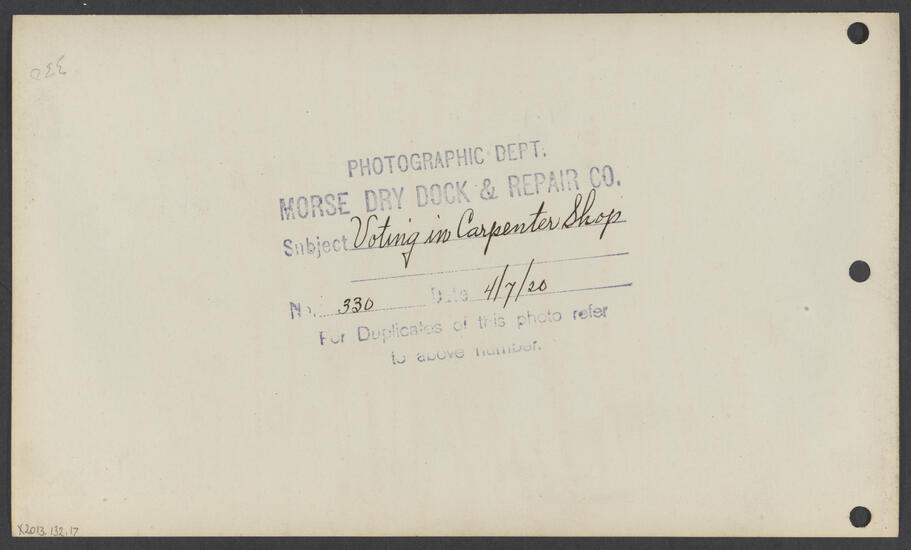 330
PHOTOGRAPHIC DEPT.
MORSE DRY DOCK & REPAIR CO.
Subject Voting in Carpenter Shop
No. 330 Date 4/7/20
For Duplicates of this photo refer
to above number.
X2013.132.17